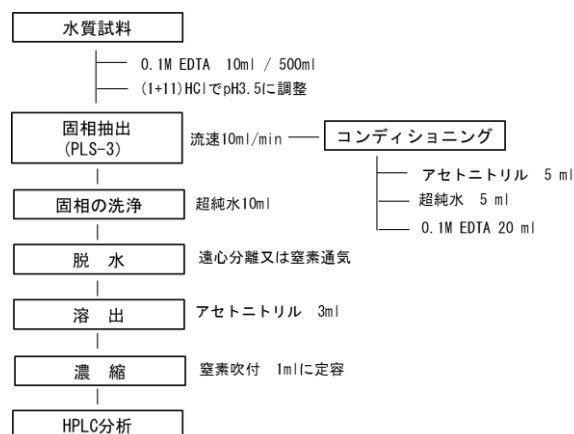 水質試料
0.1M EDTA 10ml / 500ml
(1+11)HClでpH3.5に調整
固相抽出
(PLS-3)
流速10ml/min
コンディショニング
アセトニトリル 5 ml
超純水 5 ml
0.1M EDTA 20 ml
固相の洗浄
超純水10ml
脱 水
遠心分離又は窒素通気
溶 出
アセトニトリル 3ml
濃 縮
窒素吹付 1mlに定容
HPLC分析